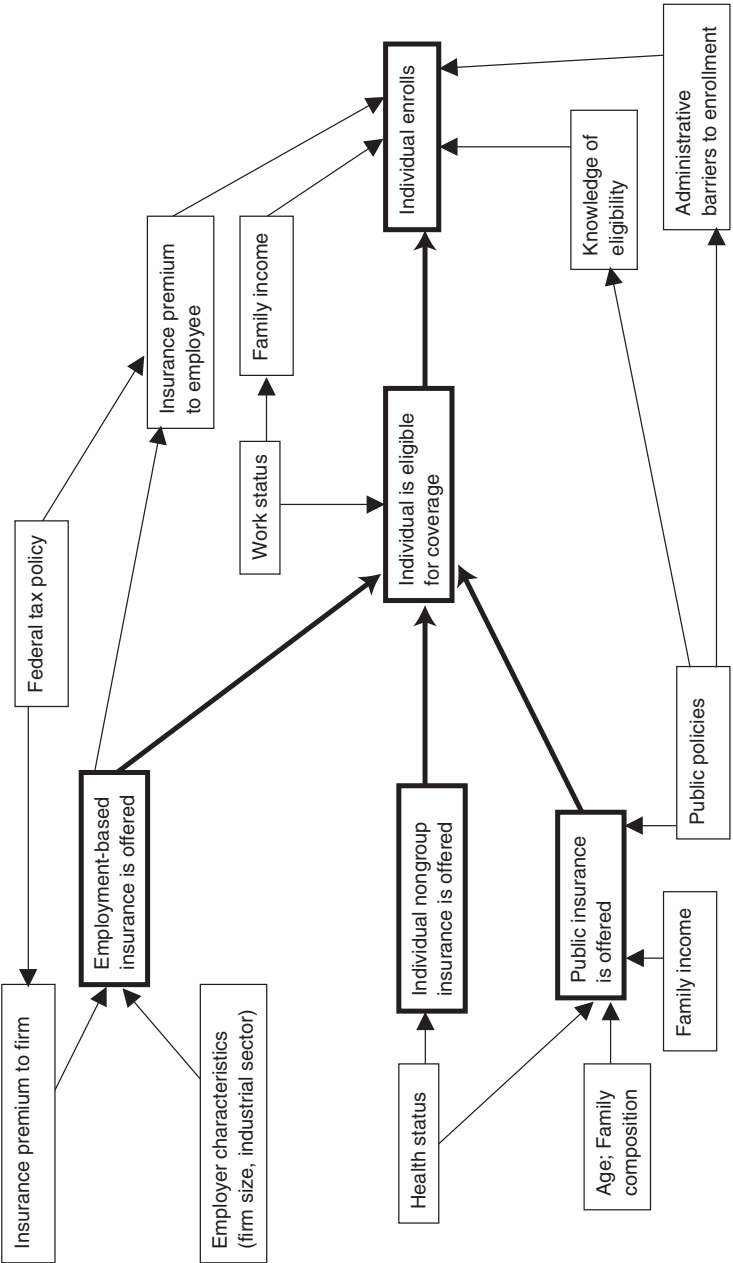 Insurance premium to firm
Federal tax policy
Employer characteristics
(firm size, industrial sector)
Employment-based
insurance is offered
Insurance premium
to employee
Work status
Family income
Health status
Individual nongroup
insurance is offered
Individual is eligible
for coverage
Individual enrolls
Age; Family
composition
Public insurance
is offered
Knowledge of
eligibility
Family income
Public policies
Administrative
barriers to enrollment